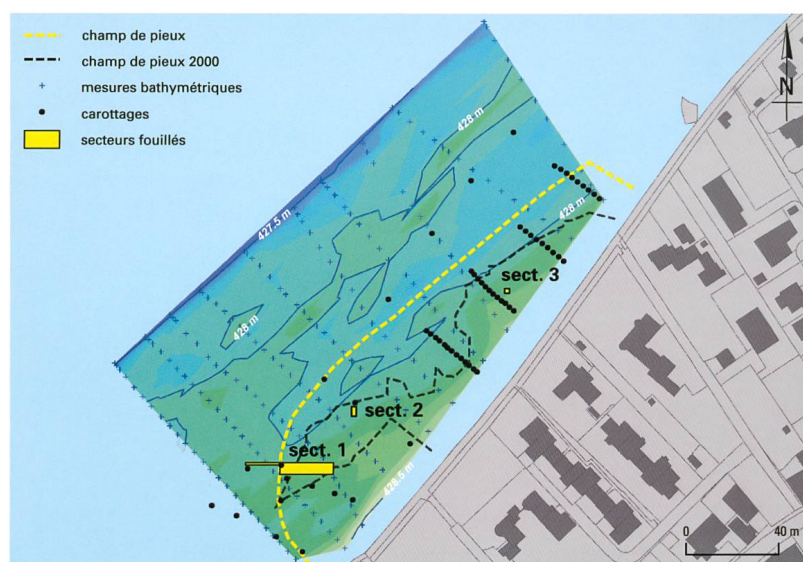 champ de pieux
champ de pieux 2000
mesures bathymétriques
carottages
secteurs fouillés
N
428 m
427.5 m
428 m
sect. 3
428 m
sect. 2
sect. 1
428.5 m
0 40 m